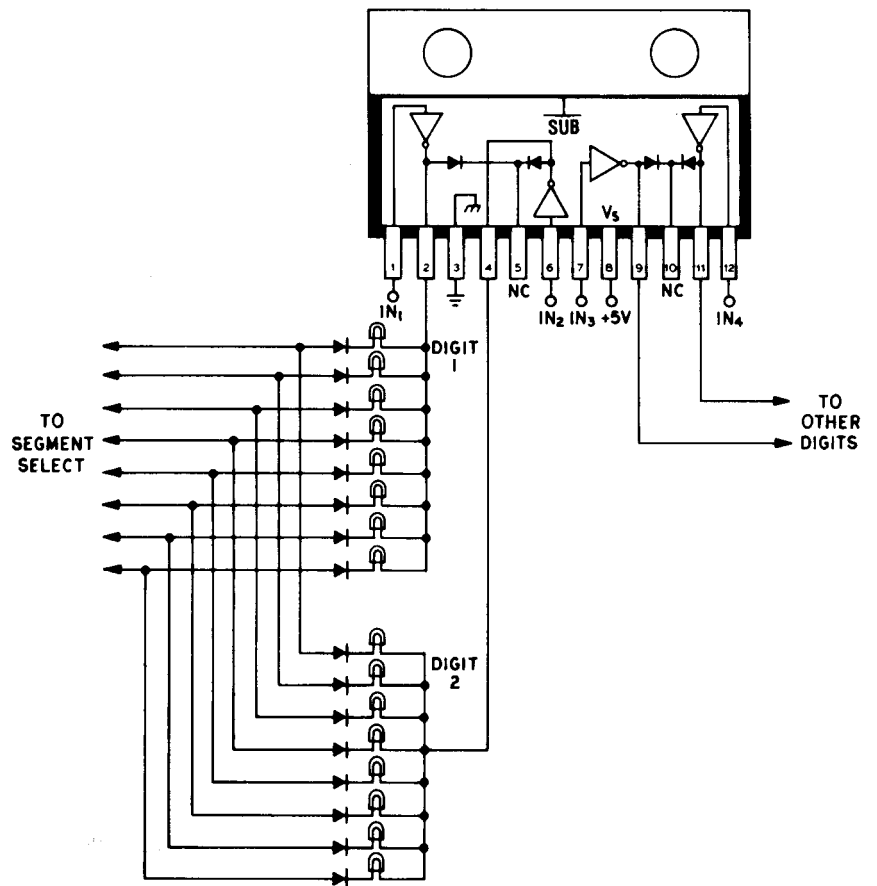 SUB
Vs
1 2 3 4 5 6 7 8 9 10 11 12
NC NC
IN1 IN2 IN3 +5V IN4
DIGIT
1
TO
SEGMENT
SELECT
TO
OTHER
DIGITS
DIGIT
2